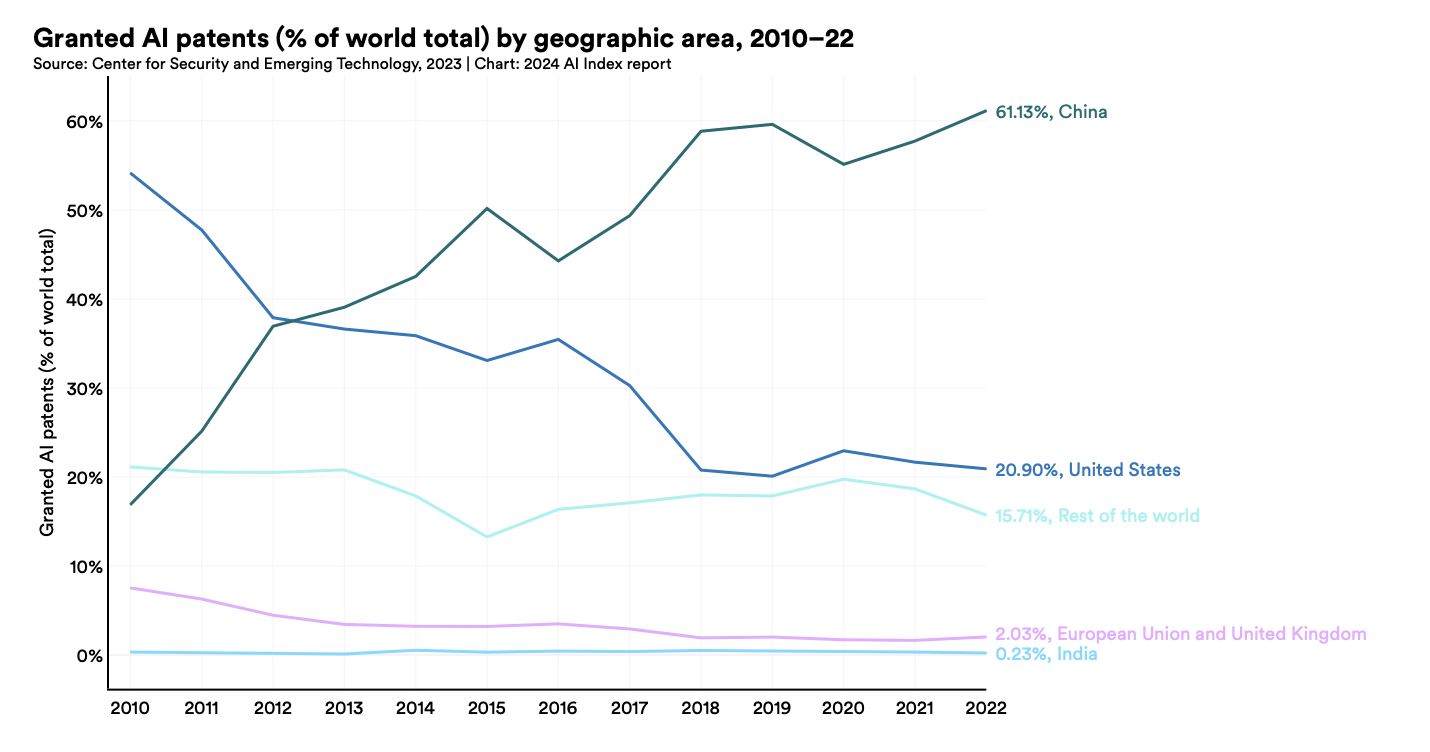 Granted AI patents (% of world total) by geographic area, 2010–22
Source: Center for Security and Emerging Technology, 2023 | Chart: 2024 AI Index report
Granted AI patents (% of world total)
60%
50%
40%
30%
20%
10%
0%
61.13%, China
20.90%, United States
15.71%, Rest of the world
2.03%, European Union and United Kingdom
0.23%, India
2010 2011 2012 2013 2014 2015 2016 2017 2018 2019 2020 2021 2022